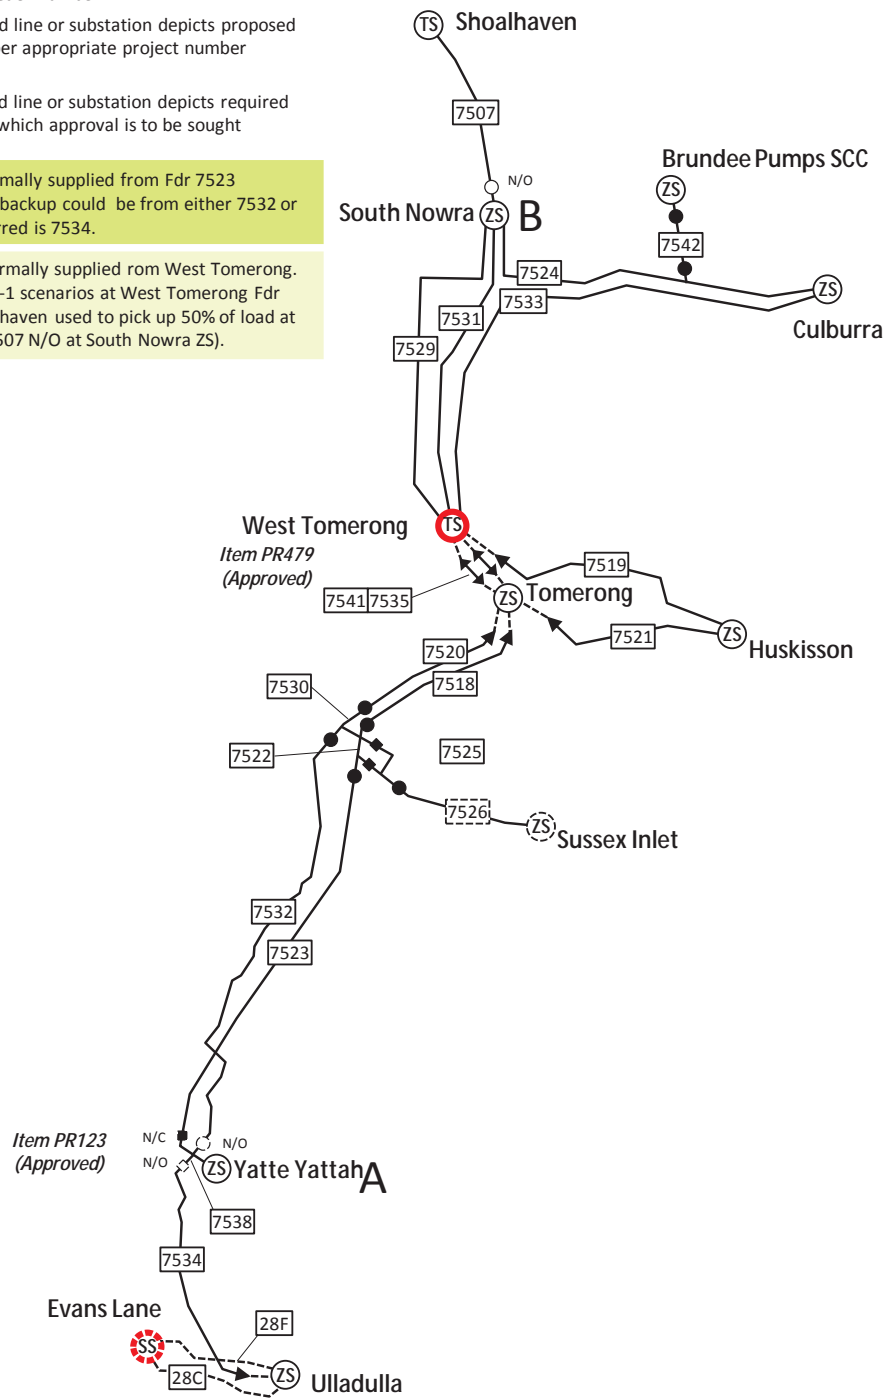 d line or substation depicts proposed
er appropriate project number
d line or substation depicts required
which approval is to be sought
mally supplied from Fdr 7523
backup could be from either 7532 or
rred is 7534.
rmally supplied rom West Tomerong.
-1 scenarios at West Tomerong Fdr
haven used to pick up 50% of load at
507 N/O at South Nowra ZS).
TS Shoalhaven
7507
N/O
South Nowra ZS B
Brundee Pumps SCC
ZS
7542
7524
7533
ZS
Culburra
7531
7529
West Tomerong TS
Item PR479
(Approved)
7519
7541 7535
ZS Tomerong
7521
ZS
Huskisson
7520
7518
7530
7522
7525
7526
ZS
Sussex Inlet
7532
7523
Item PR123
(Approved)
N/C
N/O
N/O
ZS Yatte Yattah A
7538
7534
Evans Lane
SS
28F
28C
ZS
Ulladulla